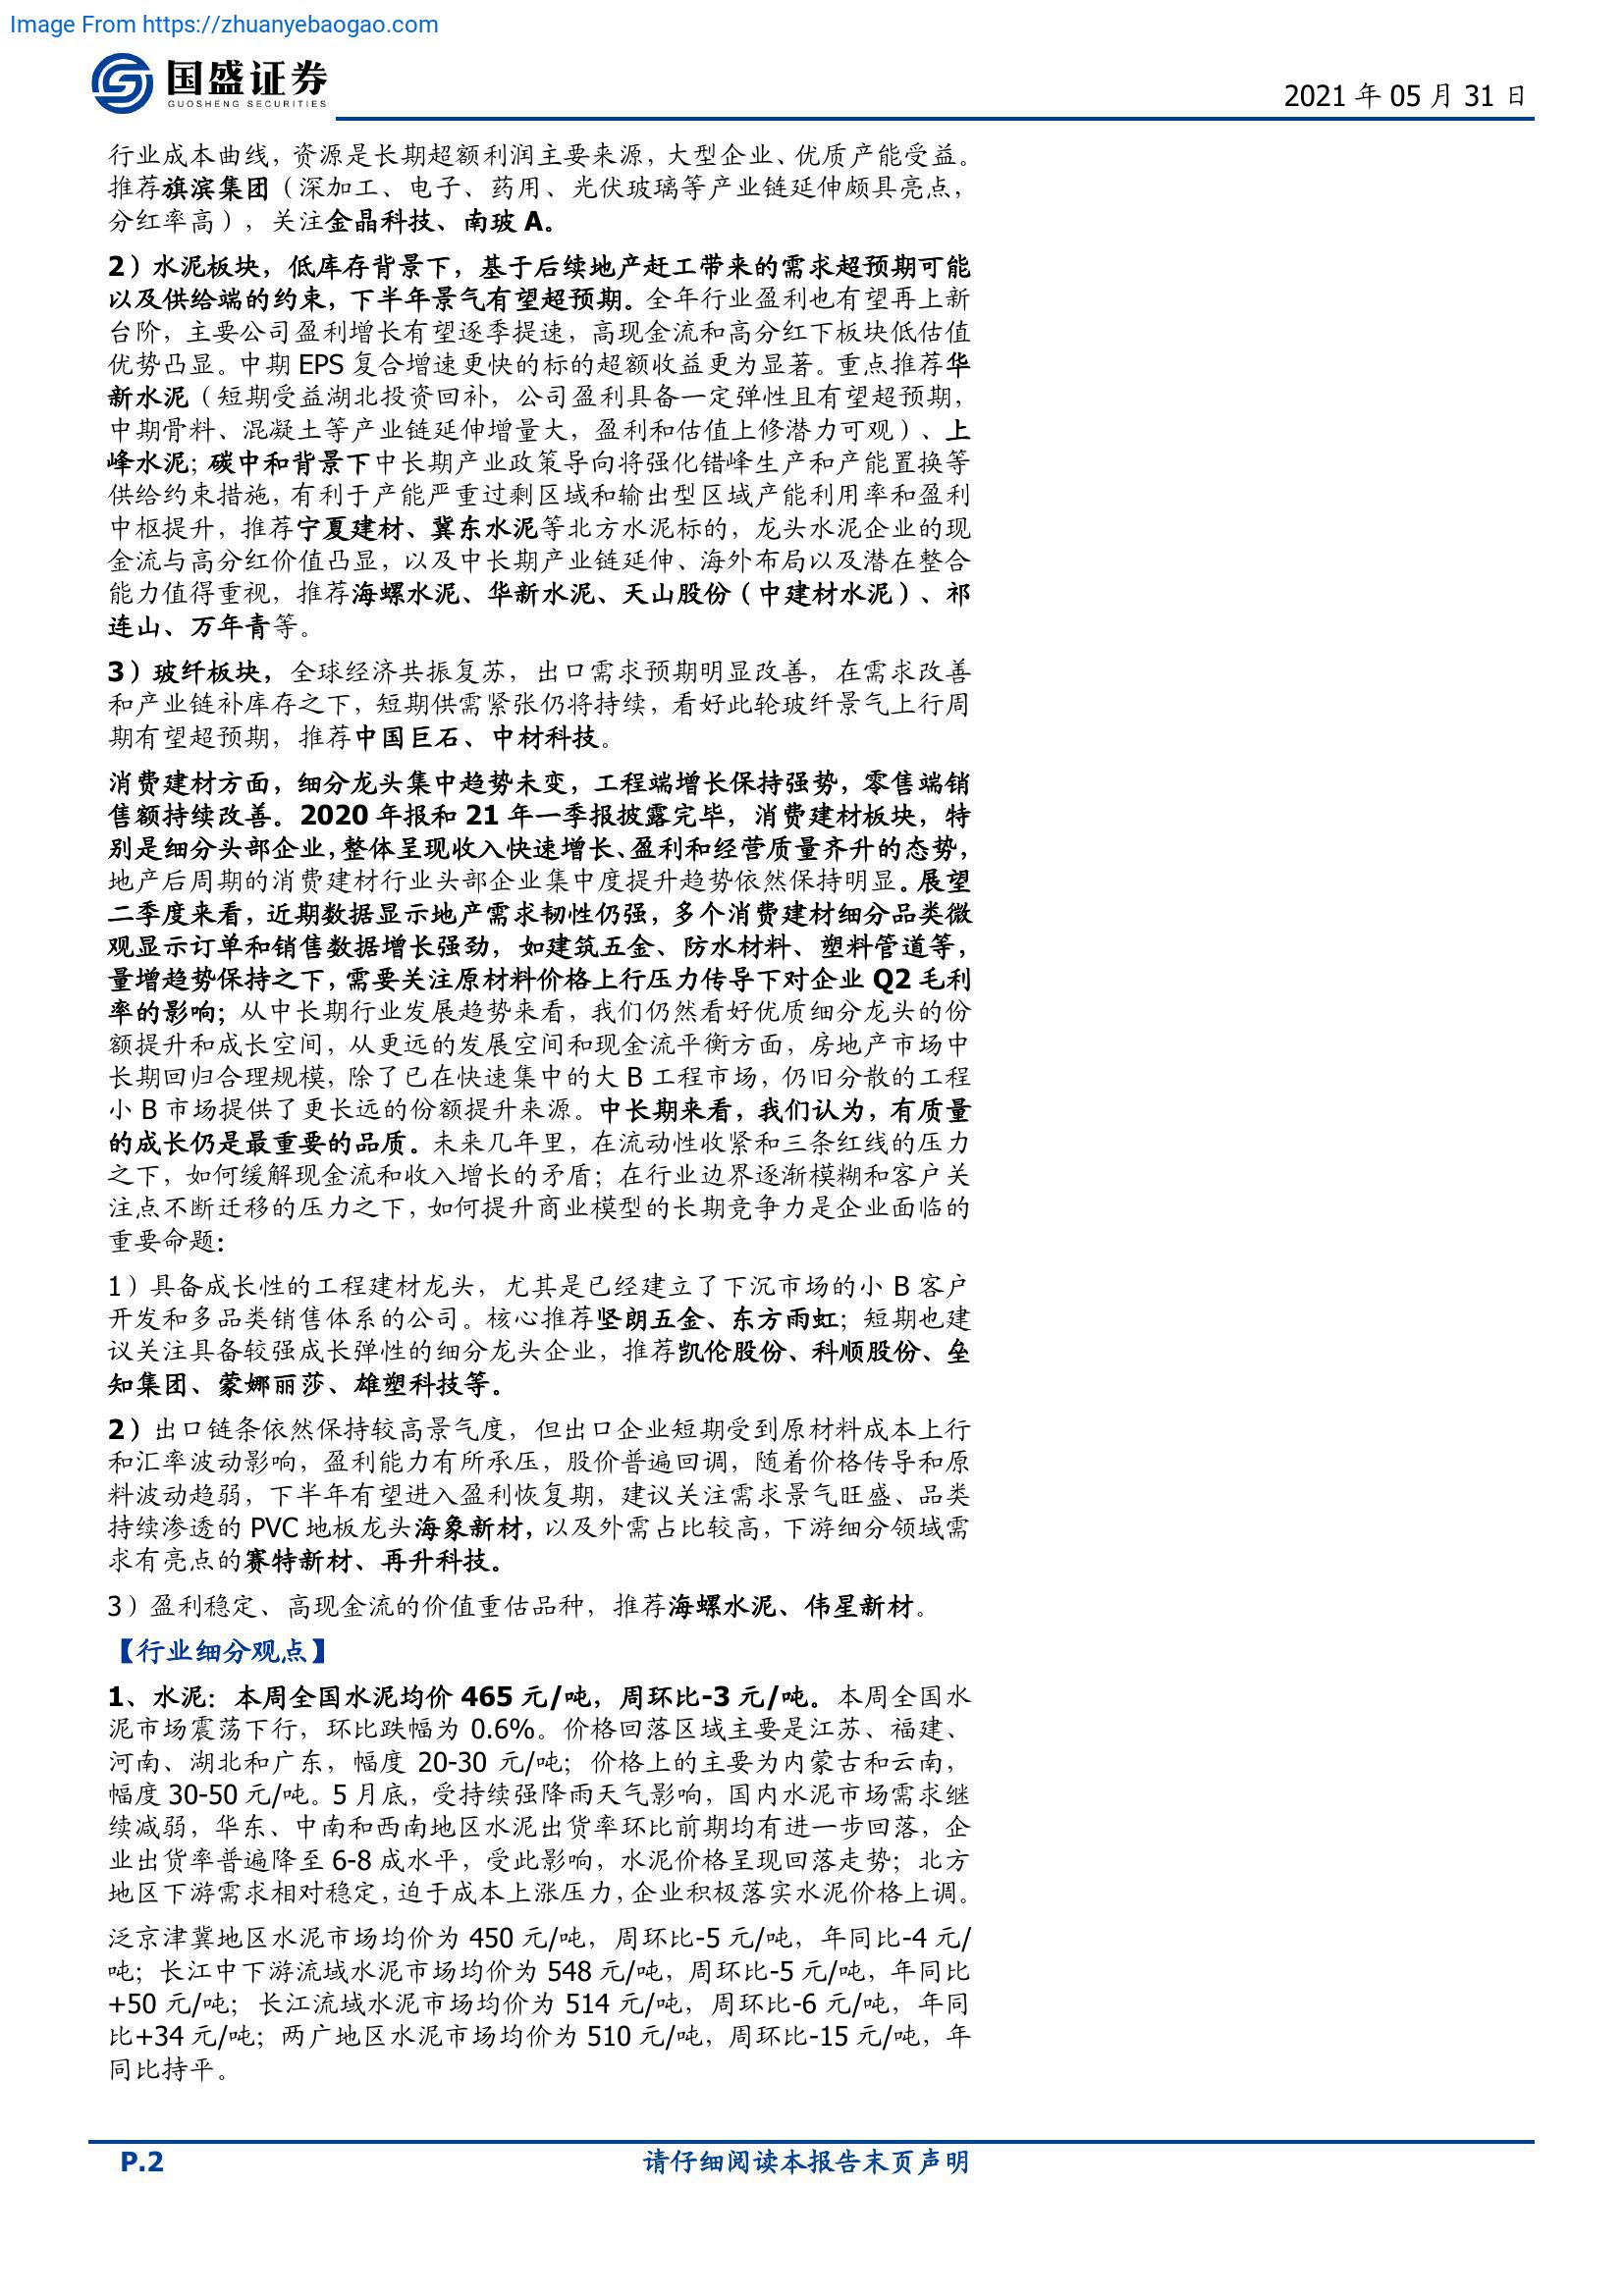 Image From https://zhuanyebaogao.com
国盛证券
GUOSHENG SECURITIES
2021 年 05 月 31 日
行业成本曲线，资源是长期超额利润主要来源，大型企业、优质产能受益。
推荐旗滨集团（深加工、电子、药用、光伏玻璃等产业链延伸颇具亮点，
分红率高），关注金晶科技、南玻 A。
2）水泥板块，低库存背景下，基于后续地产赶工带来的需求超预期可能
以及供给端的约束，下半年景气有望超预期。全年行业盈利也有望再上新
台阶，主要公司盈利增长有望逐季提速，高现金流和高分红下板块低估值
优势凸显。中期 EPS 复合增速更快的标的超额收益更为显著。重点推荐华
新水泥（短期受益湖北投资回补，公司盈利具备一定弹性且有望超预期，
中期骨料、混凝土等产业链延伸增量大，盈利和估值上修潜力可观）、上
峰水泥；碳中和背景下中长期产业政策导向将强化错峰生产和产能置换等
供给约束措施，有利于产能严重过剩区域和输出型区域产能利用率和盈利
中枢提升，推荐宁夏建材、冀东水泥等北方水泥标的，龙头水泥企业的现
金流与高分红价值凸显，以及中长期产业链延伸、海外布局以及潜在整合
能力值得重视，推荐海螺水泥、华新水泥、天山股份（中建材水泥）、祁
连山、万年青等。
3）玻纤板块，全球经济共振复苏，出口需求预期明显改善，在需求改善
和产业链补库存之下，短期供需紧张仍将持续，看好此轮玻纤景气上行周
期有望超预期，推荐中国巨石、中材科技。
消费建材方面，细分龙头集中趋势未变，工程端增长保持强势，零售端销
售额持续改善。2020 年报和 21 年一季报披露完毕，消费建材板块，特
别是细分头部企业，整体呈现收入快速增长、盈利和经营质量齐升的态势，
地产后周期的消费建材行业头部企业集中度提升趋势依然保持明显。展望
二季度来看，近期数据显示地产需求韧性仍强，多个消费建材细分品类微
观显示订单和销售数据增长强劲，如建筑五金、防水材料、塑料管道等，
量增趋势保持之下，需要关注原材料价格上行压力传导下对企业 Q2 毛利
率的影响；从中长期行业发展趋势来看，我们仍然看好优质细分龙头的份
额提升和成长空间，从更远的发展空间和现金流平衡方面，房地产市场中
长期回归合理规模，除了已在快速集中的大 B 工程市场，仍旧分散的工程
小 B 市场提供了更长远的份额提升来源。中长期来看，我们认为，有质量
的成长仍是最重要的品质。未来几年里，在流动性收紧和三条红线的压力
之下，如何缓解现金流和收入增长的矛盾；在行业边界逐渐模糊和客户关
注点不断迁移的压力之下，如何提升商业模型的长期竞争力是企业面临的
重要命题：
1）具备成长性的工程建材龙头，尤其是已经建立了下沉市场的小 B 客户
开发和多品类销售体系的公司。核心推荐坚朗五金、东方雨虹；短期也建
议关注具备较强成长弹性的细分龙头企业，推荐凯伦股份、科顺股份、垒
知集团、蒙娜丽莎、雄塑科技等。
2）出口链条依然保持较高景气度，但出口企业短期受到原材料成本上行
和汇率波动影响，盈利能力有所承压，股价普遍回调，随着价格传导和原
料波动趋弱，下半年有望进入盈利恢复期，建议关注需求景气旺盛、品类
持续渗透的 PVC 地板龙头海象新材，以及外需占比较高，下游细分领域需
求有亮点的赛特新材、再升科技。
3）盈利稳定、高现金流的价值重估品种，推荐海螺水泥、伟星新材。
【行业细分观点】
1、水泥：本周全国水泥均价 465 元/吨，周环比-3 元/吨。本周全国水
泥市场震荡下行，环比跌幅为 0.6%。价格回落区域主要是江苏、福建、
河南、湖北和广东，幅度 20-30 元/吨；价格上的主要为内蒙古和云南，
幅度 30-50 元/吨。5 月底，受持续强降雨天气影响，国内水泥市场需求继
续减弱，华东、中南和西南地区水泥出货率环比前期均有进一步回落，企
业出货率普遍降至 6-8 成水平，受此影响，水泥价格呈现回落走势；北方
地区下游需求相对稳定，迫于成本上涨压力，企业积极落实水泥价格上调。
泛京津冀地区水泥市场均价为 450 元/吨，周环比-5 元/吨，年同比-4 元/
吨；长江中下游流域水泥市场均价为 548 元/吨，周环比-5 元/吨，年同比
+50 元/吨；长江流域水泥市场均价为 514 元/吨，周环比-6 元/吨，年同
比+34 元/吨；两广地区水泥市场均价为 510 元/吨，周环比-15 元/吨，年
同比持平。
P.2
请仔细阅读本报告末页声明